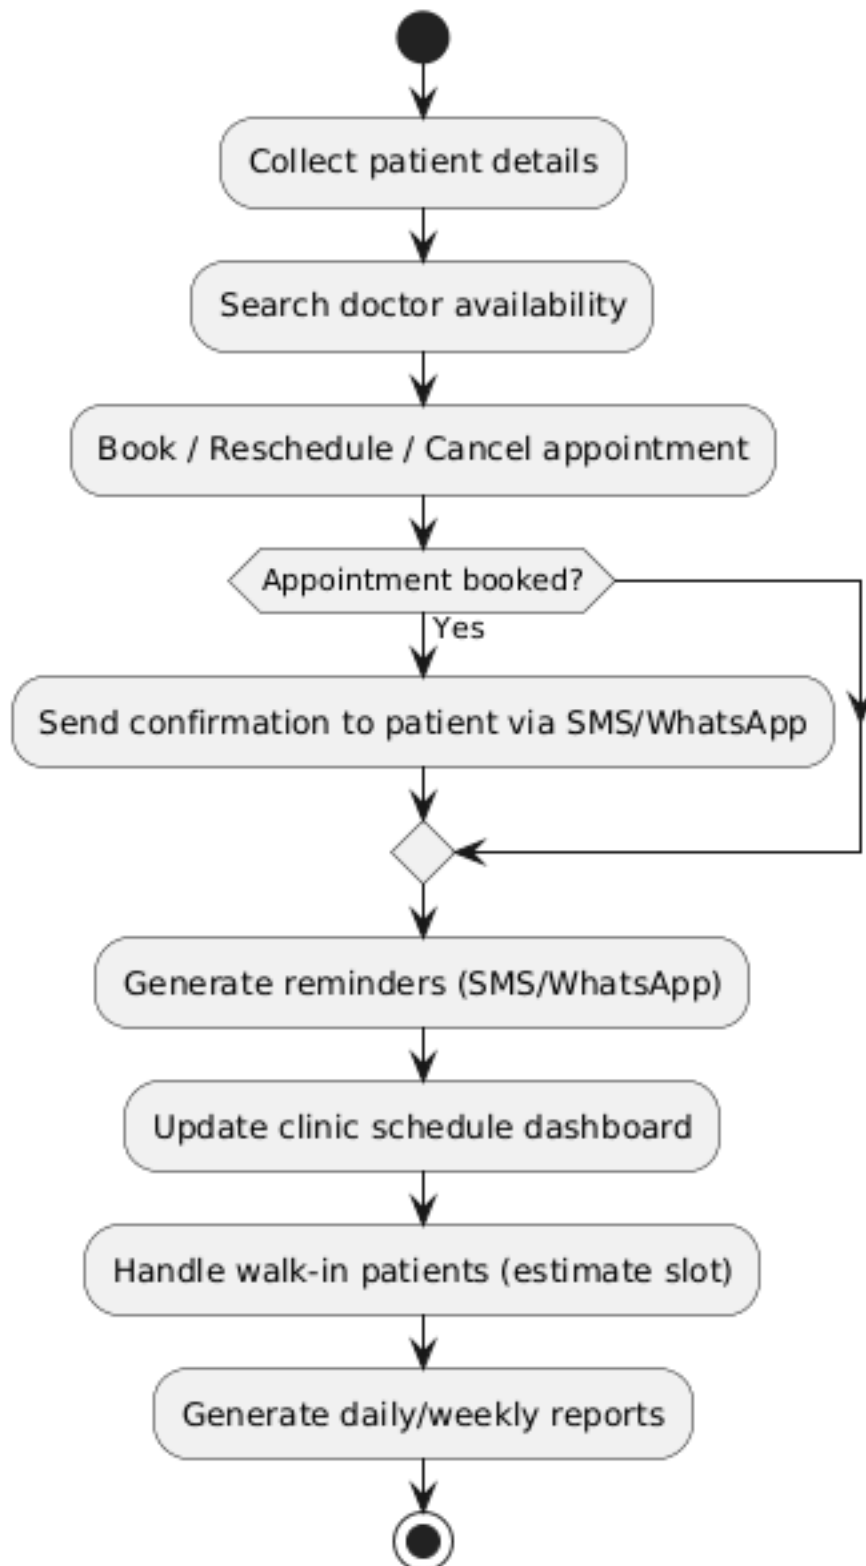 Collect patient details
Search doctor availability
Book / Reschedule / Cancel appointment
Appointment booked?
Yes
Send confirmation to patient via SMS/WhatsApp
Generate reminders (SMS/WhatsApp)
Update clinic schedule dashboard
Handle walk-in patients (estimate slot)
Generate daily/weekly reports